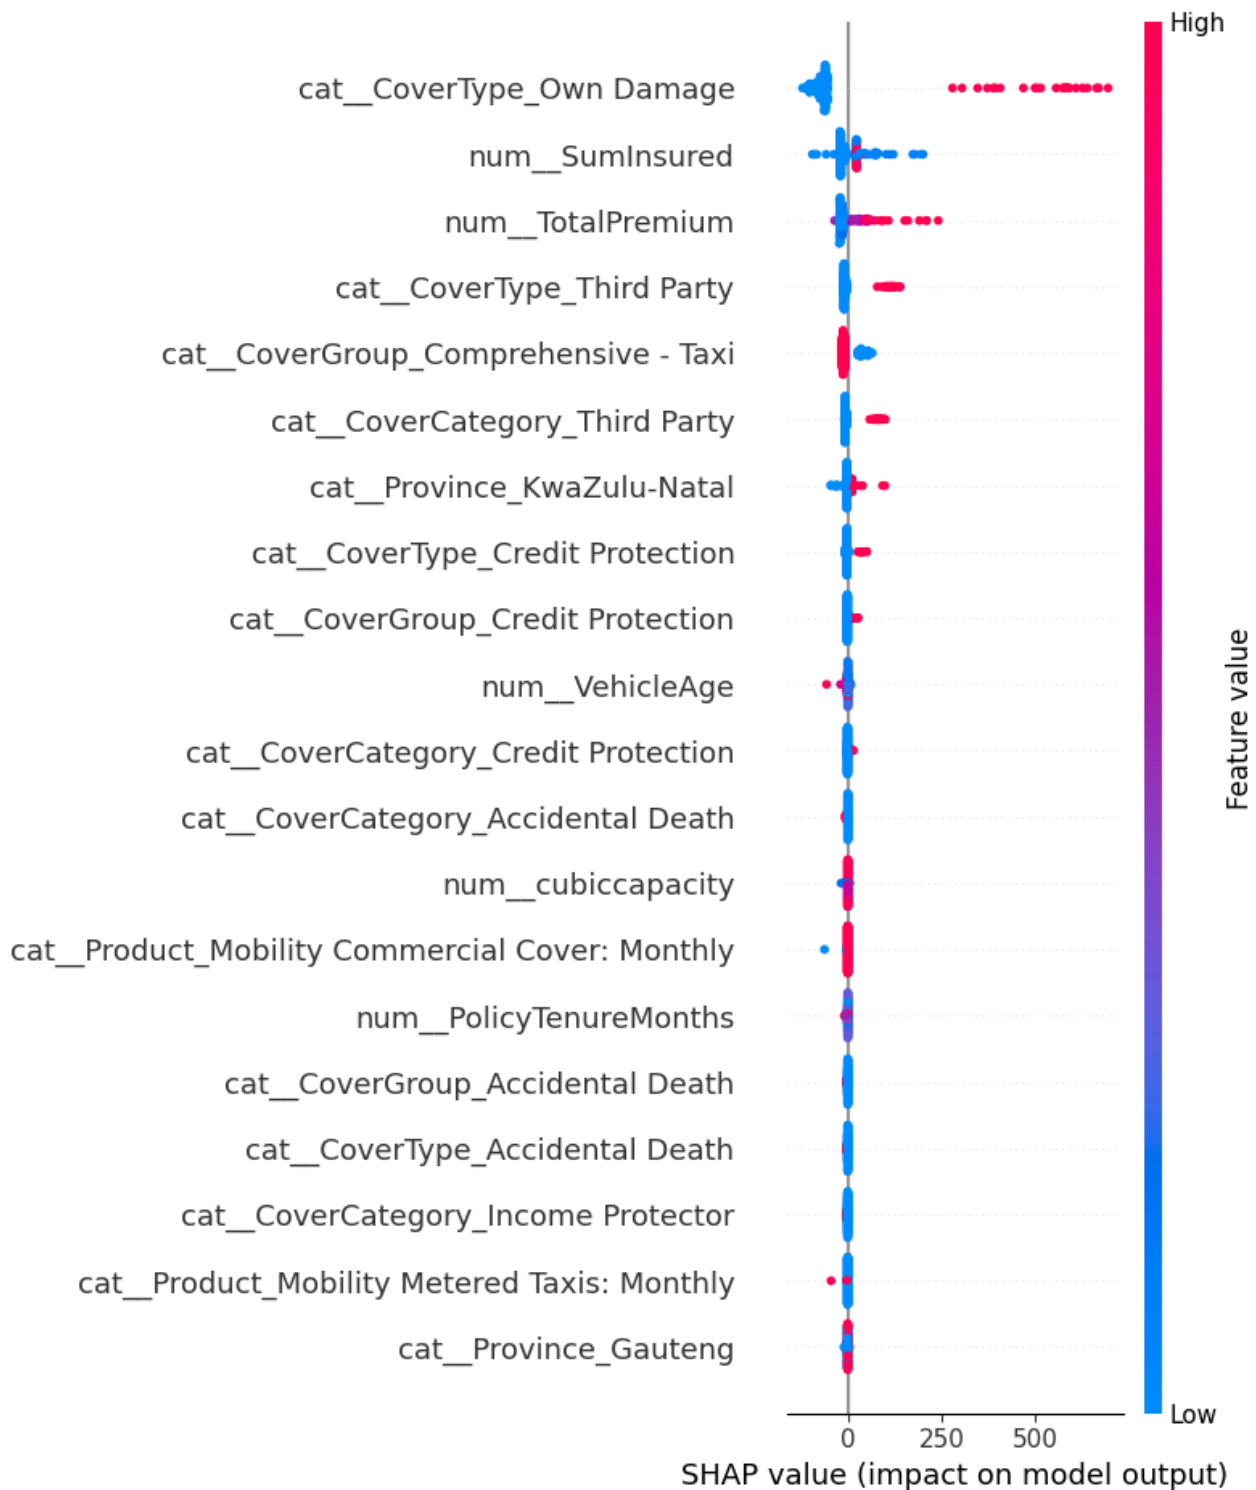 High
cat__CoverType_Own Damage
num__SumInsured
num__TotalPremium
cat__CoverType_Third Party
cat__CoverGroup_Comprehensive - Taxi
cat__CoverCategory_Third Party
cat__Province_KwaZulu-Natal
cat__CoverType_Credit Protection
cat__CoverGroup_Credit Protection
num__VehicleAge
cat__CoverCategory_Credit Protection
cat__CoverCategory_Accidental Death
num__cubiccapacity
cat__Product_Mobility Commercial Cover: Monthly
num__PolicyTenureMonths
cat__CoverGroup_Accidental Death
cat__CoverType_Accidental Death
cat__CoverCategory_Income Protector
cat__Product_Mobility Metered Taxis: Monthly
cat__Province_Gauteng
Feature value
Low
0 250 500
SHAP value (impact on model output)